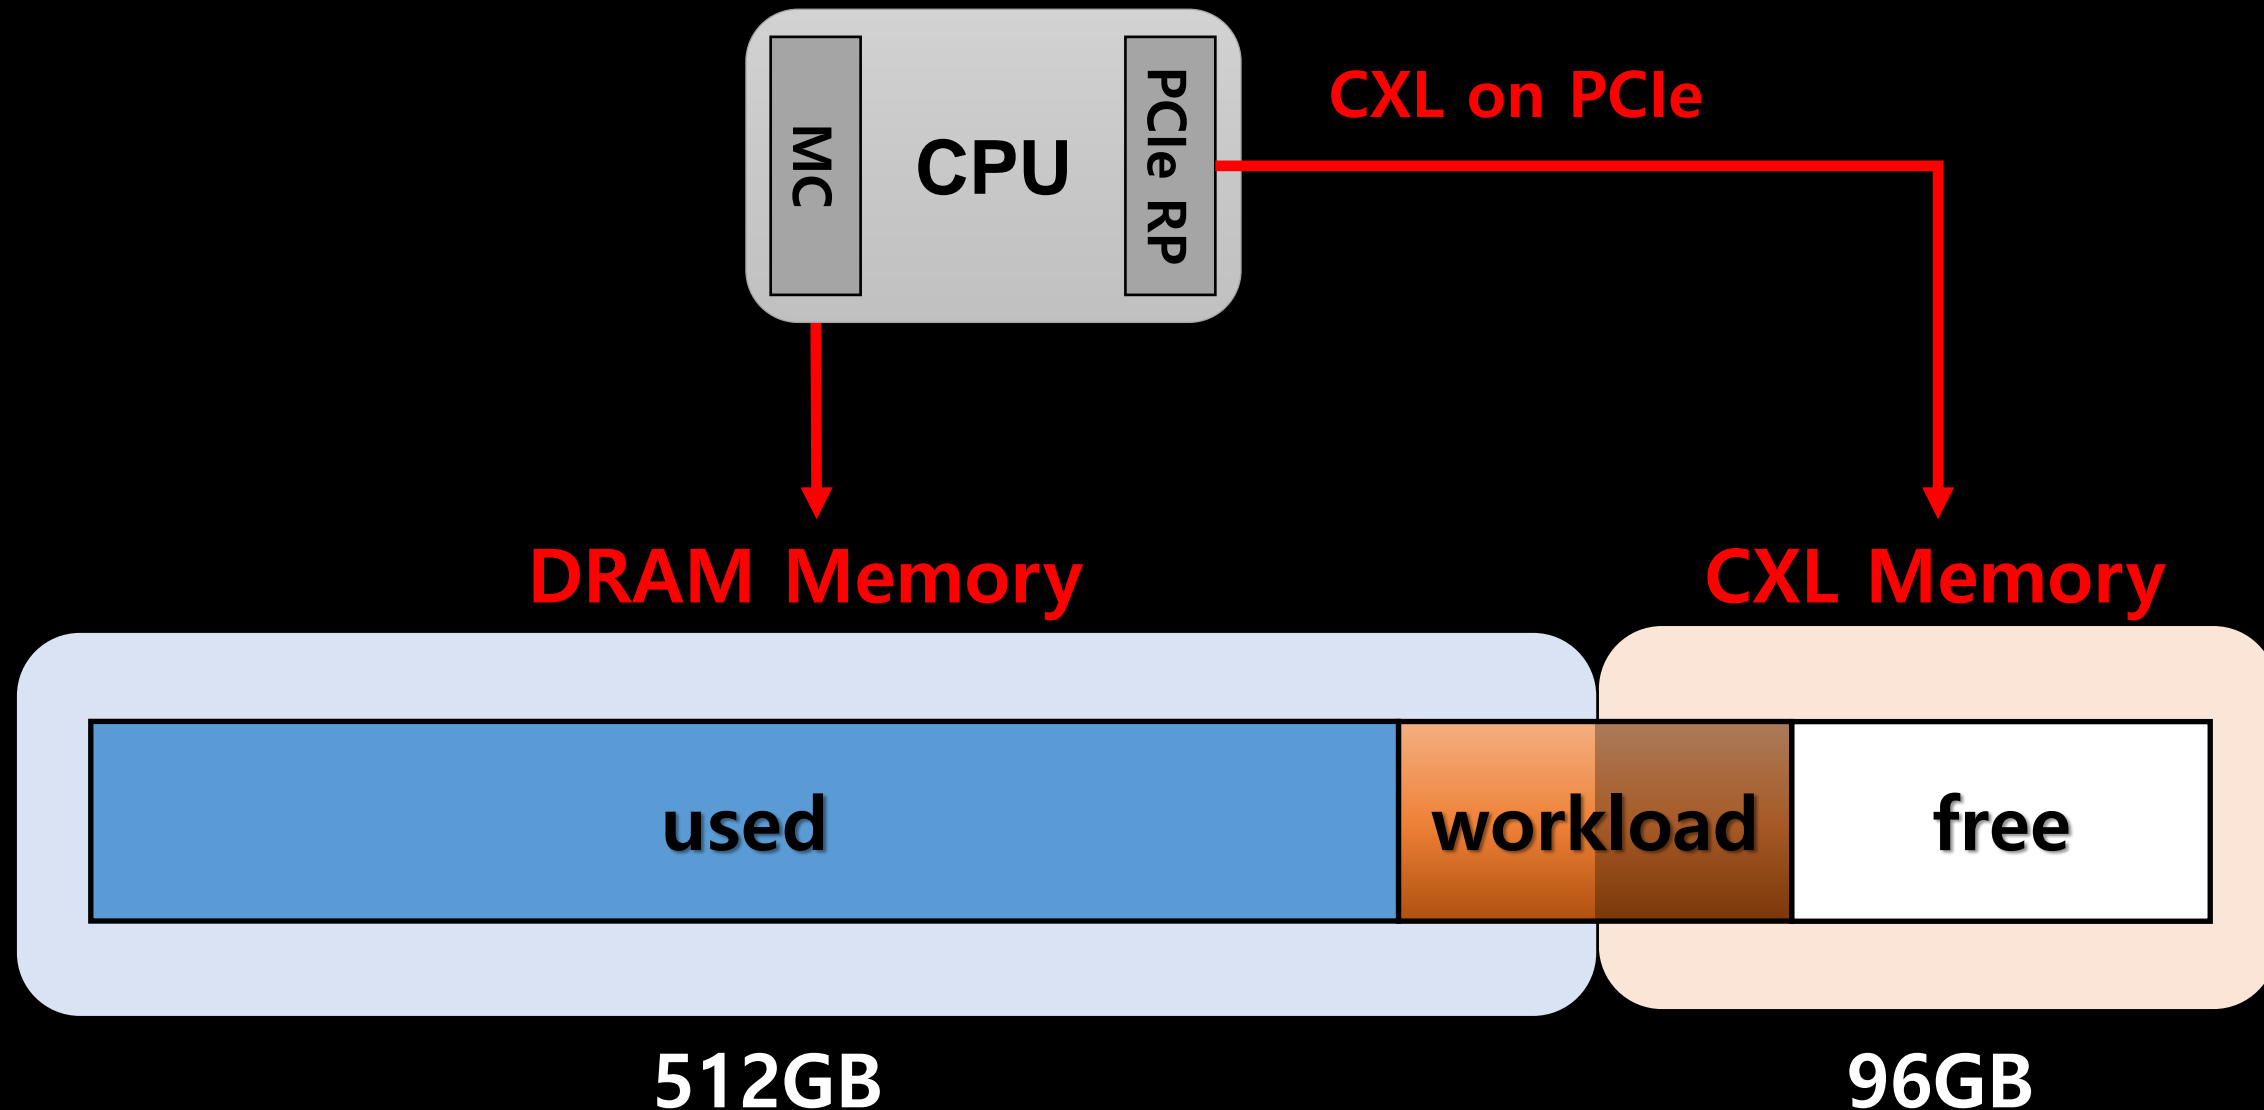 MC
CPU
PCIe RP
CXL on PCIe
DRAM Memory
CXL Memory
used
workload
free
512GB
96GB